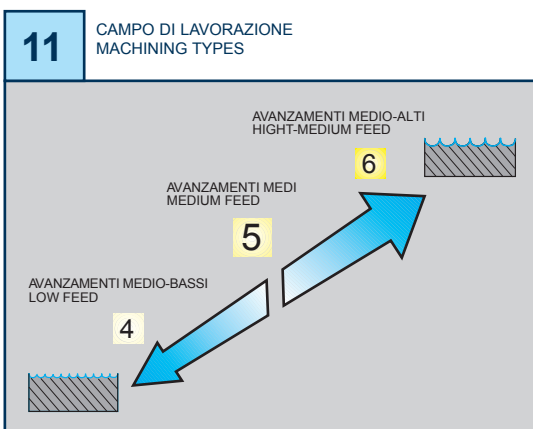 11
CAMPO DI LAVORAZIONE
MACHINING TYPES
AVANZAMENTI MEDIO-ALTI
HIGHT-MEDIUM FEED
6
AVANZAMENTI MEDI
MEDIUM FEED
5
AVANZAMENTI MEDIO-BASSI
LOW FEED
4